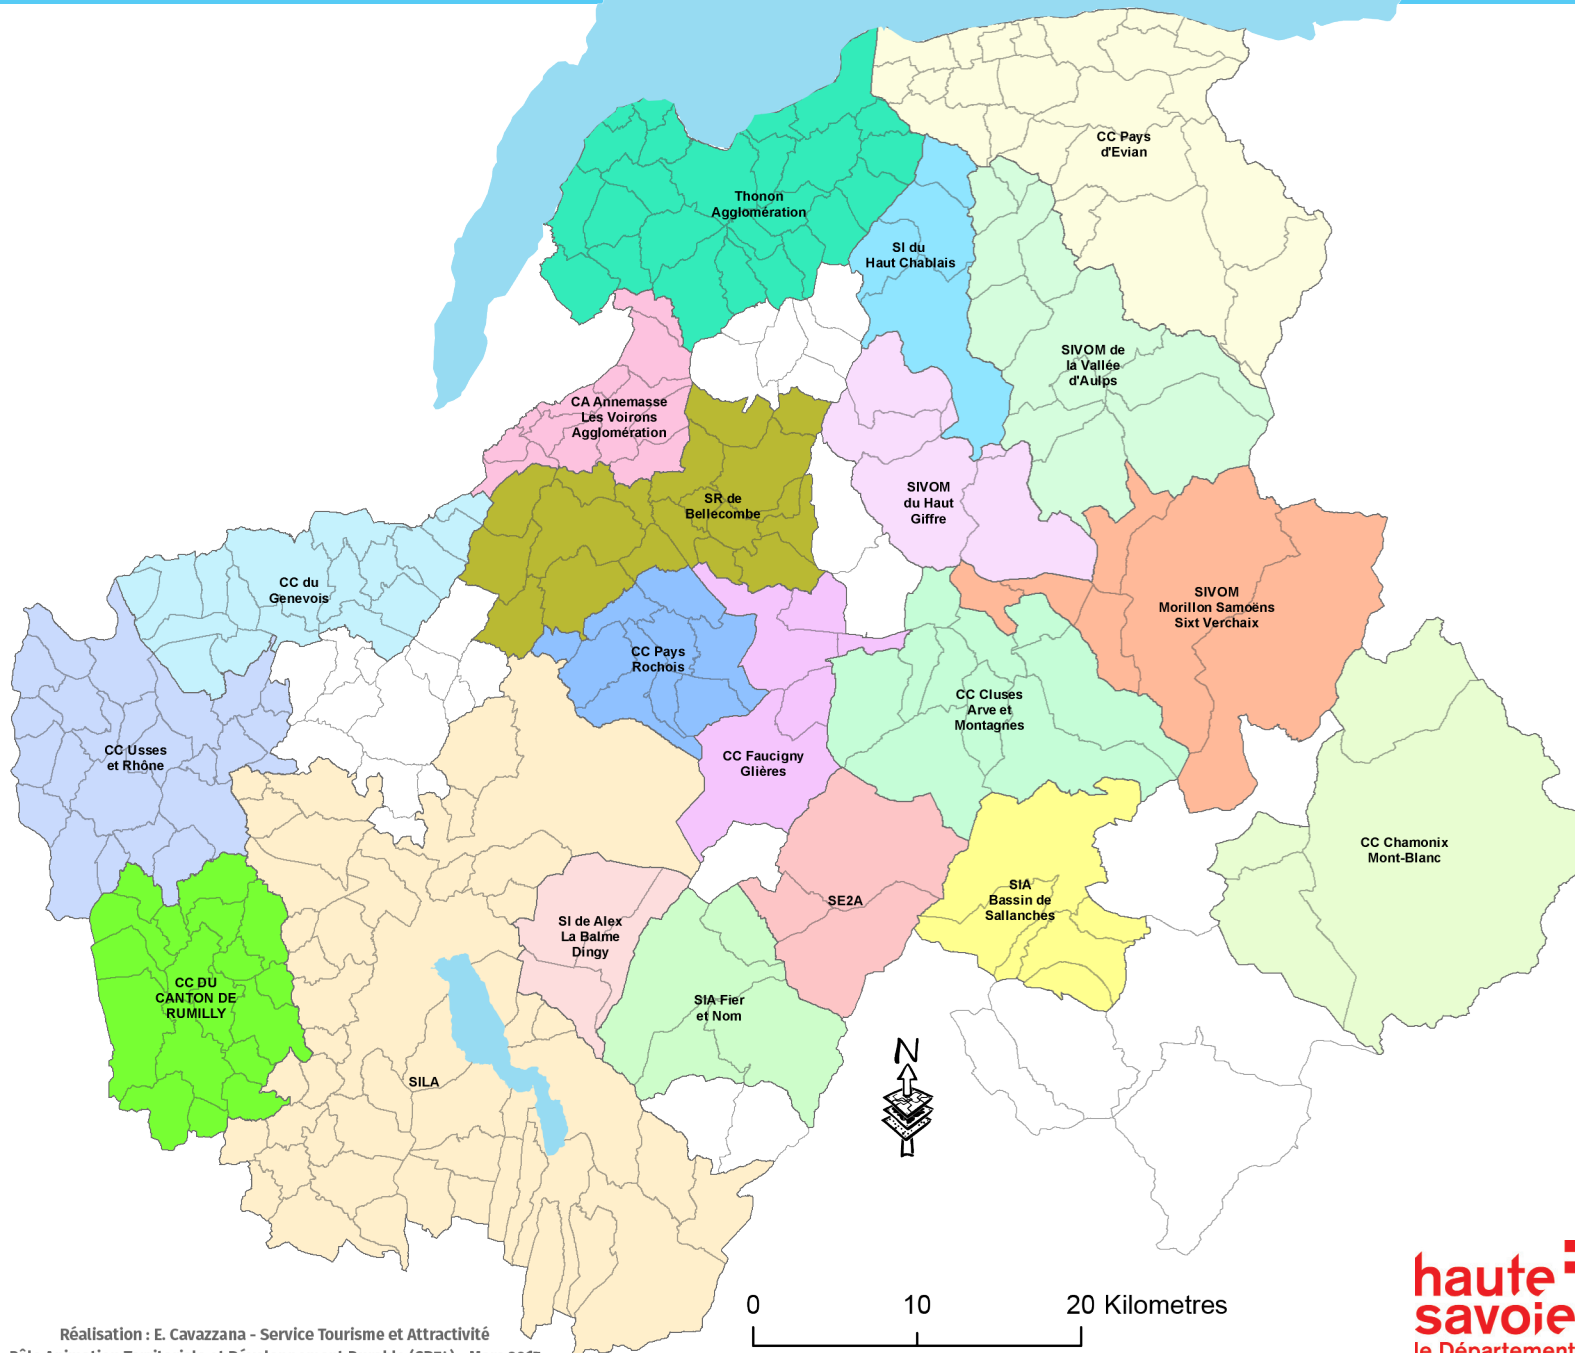 CC Pays
d'Evian
Thonon
Agglomération
SI du
Haut Chablais
SIVOM de
la Vallée
d'Aulps
CA Annemasse
Les Voirons
Agglomération
SR de
Bellecombe
SIVOM
du Haut
Giffre
CC du
Genevois
SIVOM
Morillon Samoëns
Sixt Verchaix
CC Pays
Rochois
CC Cluses
Arve et
Montagnes
CC Usses
et Rhône
CC Faucigny
Glières
CC Chamonix
Mont-Blanc
SE2A
SIA
Bassin de
Sallanches
SI de Alex
La Balme
Dingy
CC DU
CANTON DE
RUMILLY
SIA Fier
et Nom
SILA
N
0 10 20 Kilometres
haute
savoie
le Département
Réalisation : E. Cavazzana - Service Tourisme et Attractivité